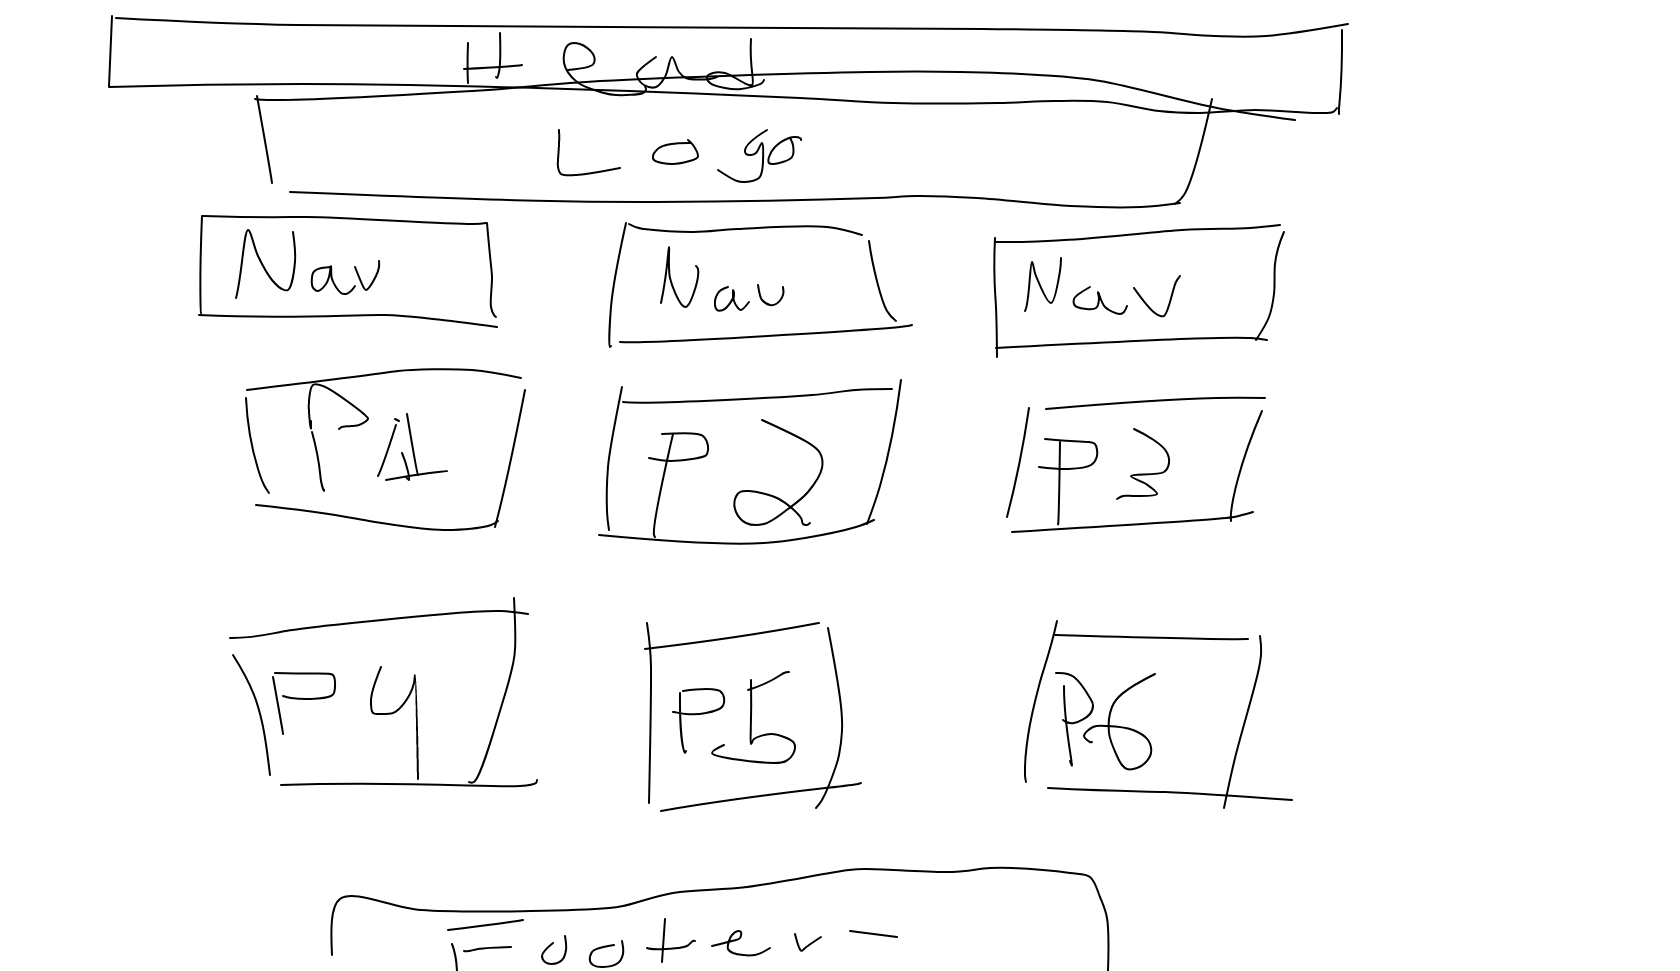 Head
Logo
Nav Nav Nav
P1 P2 P3
P4 P5 P6
Footer